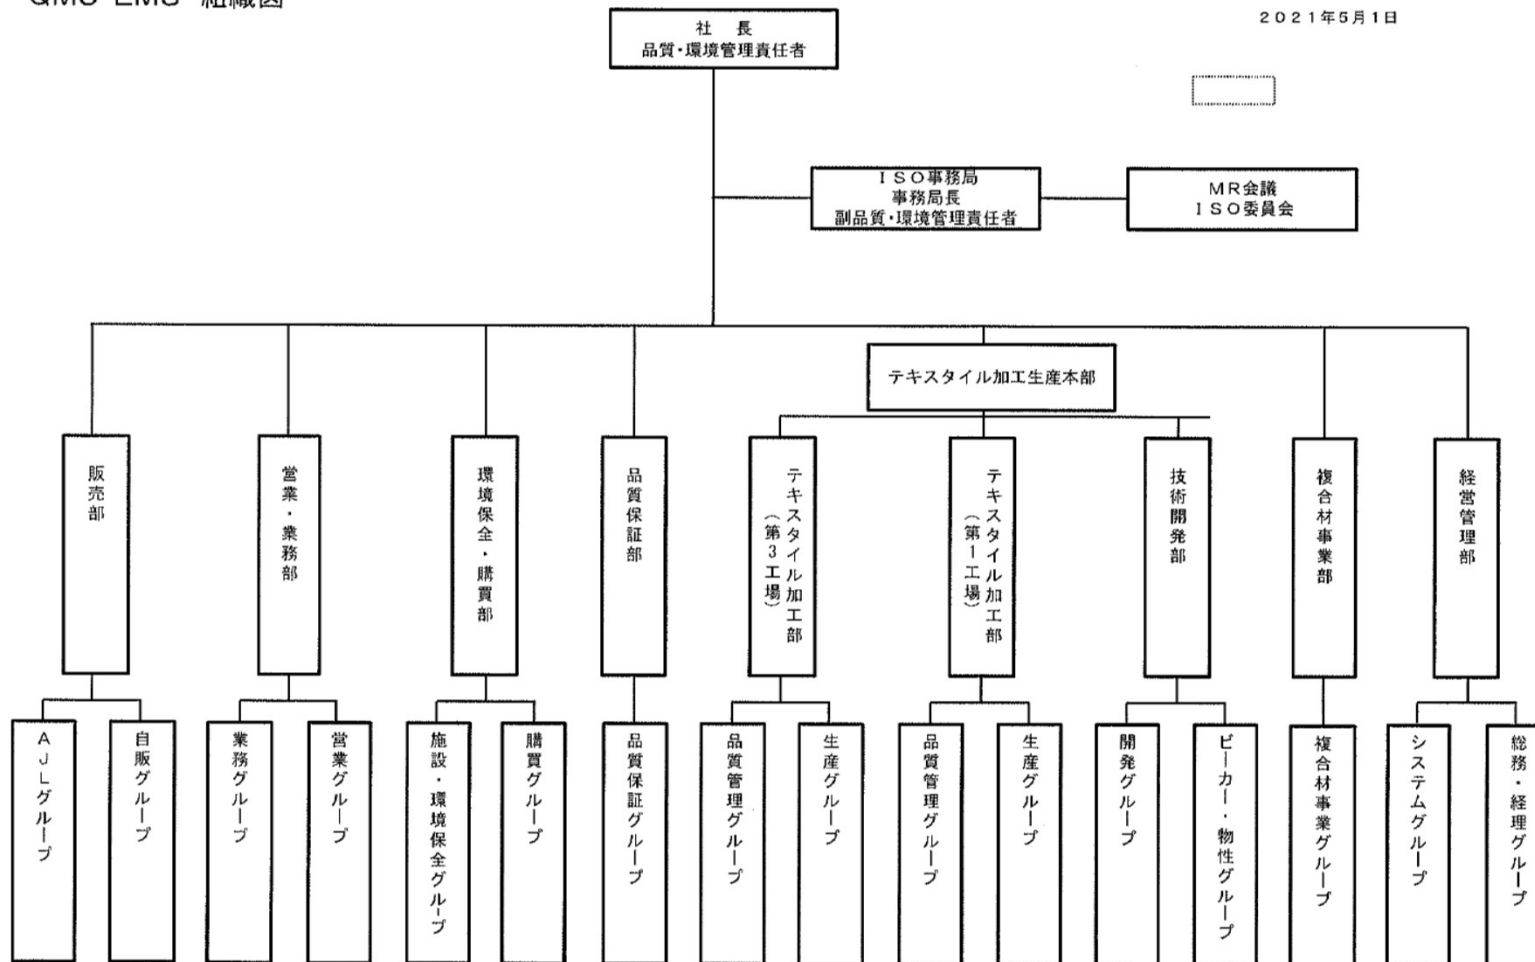 QMS EMS 組織図
２０２１年５月１日
社　長
品質・環境管理責任者
ＩＳＯ事務局
事務局長
副品質・環境管理責任者
ＭＲ会議
ＩＳＯ委員会
テキスタイル加工生産本部
販売部
営業・業務部
環境保全・購買部
品質保証部
テキスタイル加工部
（第３工場）
テキスタイル加工部
（第１工場）
技術開発部
複合材事業部
経営管理部
ＡＪＬグループ
自販グループ
業務グループ
営業グループ
施設・環境保全グループ
購買グループ
品質保証グループ
品質管理グループ
生産グループ
品質管理グループ
生産グループ
開発グループ
ビーカー・物性グループ
複合材事業グループ
システムグループ
総務・経理グループ